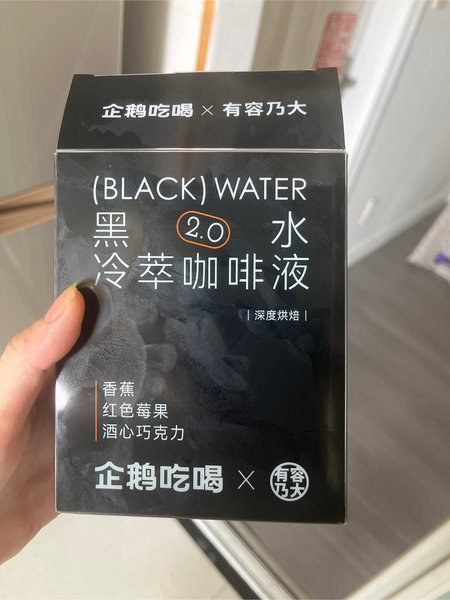 企鹅吃喝 × 有容乃大
(BLACK) WATER
黑 2.0 水
冷萃咖啡液
|深度烘焙|
香蕉
红色莓果
酒心巧克力
企鹅吃喝 × 有容乃大